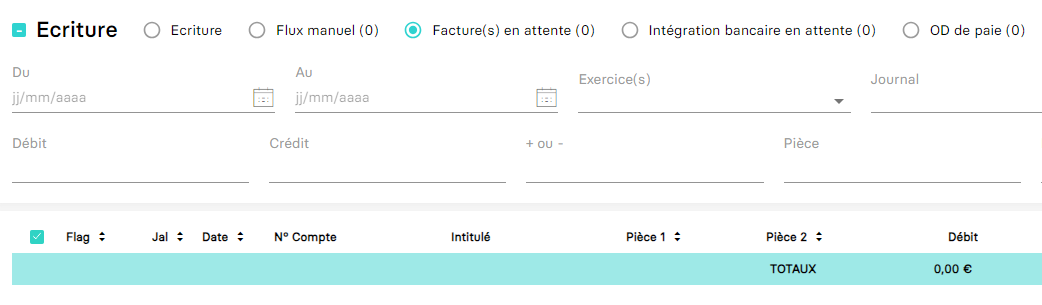 Ecriture Ecriture Flux manuel (0) Facture(s) en attente (0) Intégration bancaire en attente (0) OD de paie (0)
Du Au Exercice(s) Journal
jj/mm/aaaa jj/mm/aaaa
Débit Crédit + ou - Pièce
Flag Jal Date N° Compte Intitulé Pièce 1 Pièce 2 Débit
TOTAUX 0,00 €